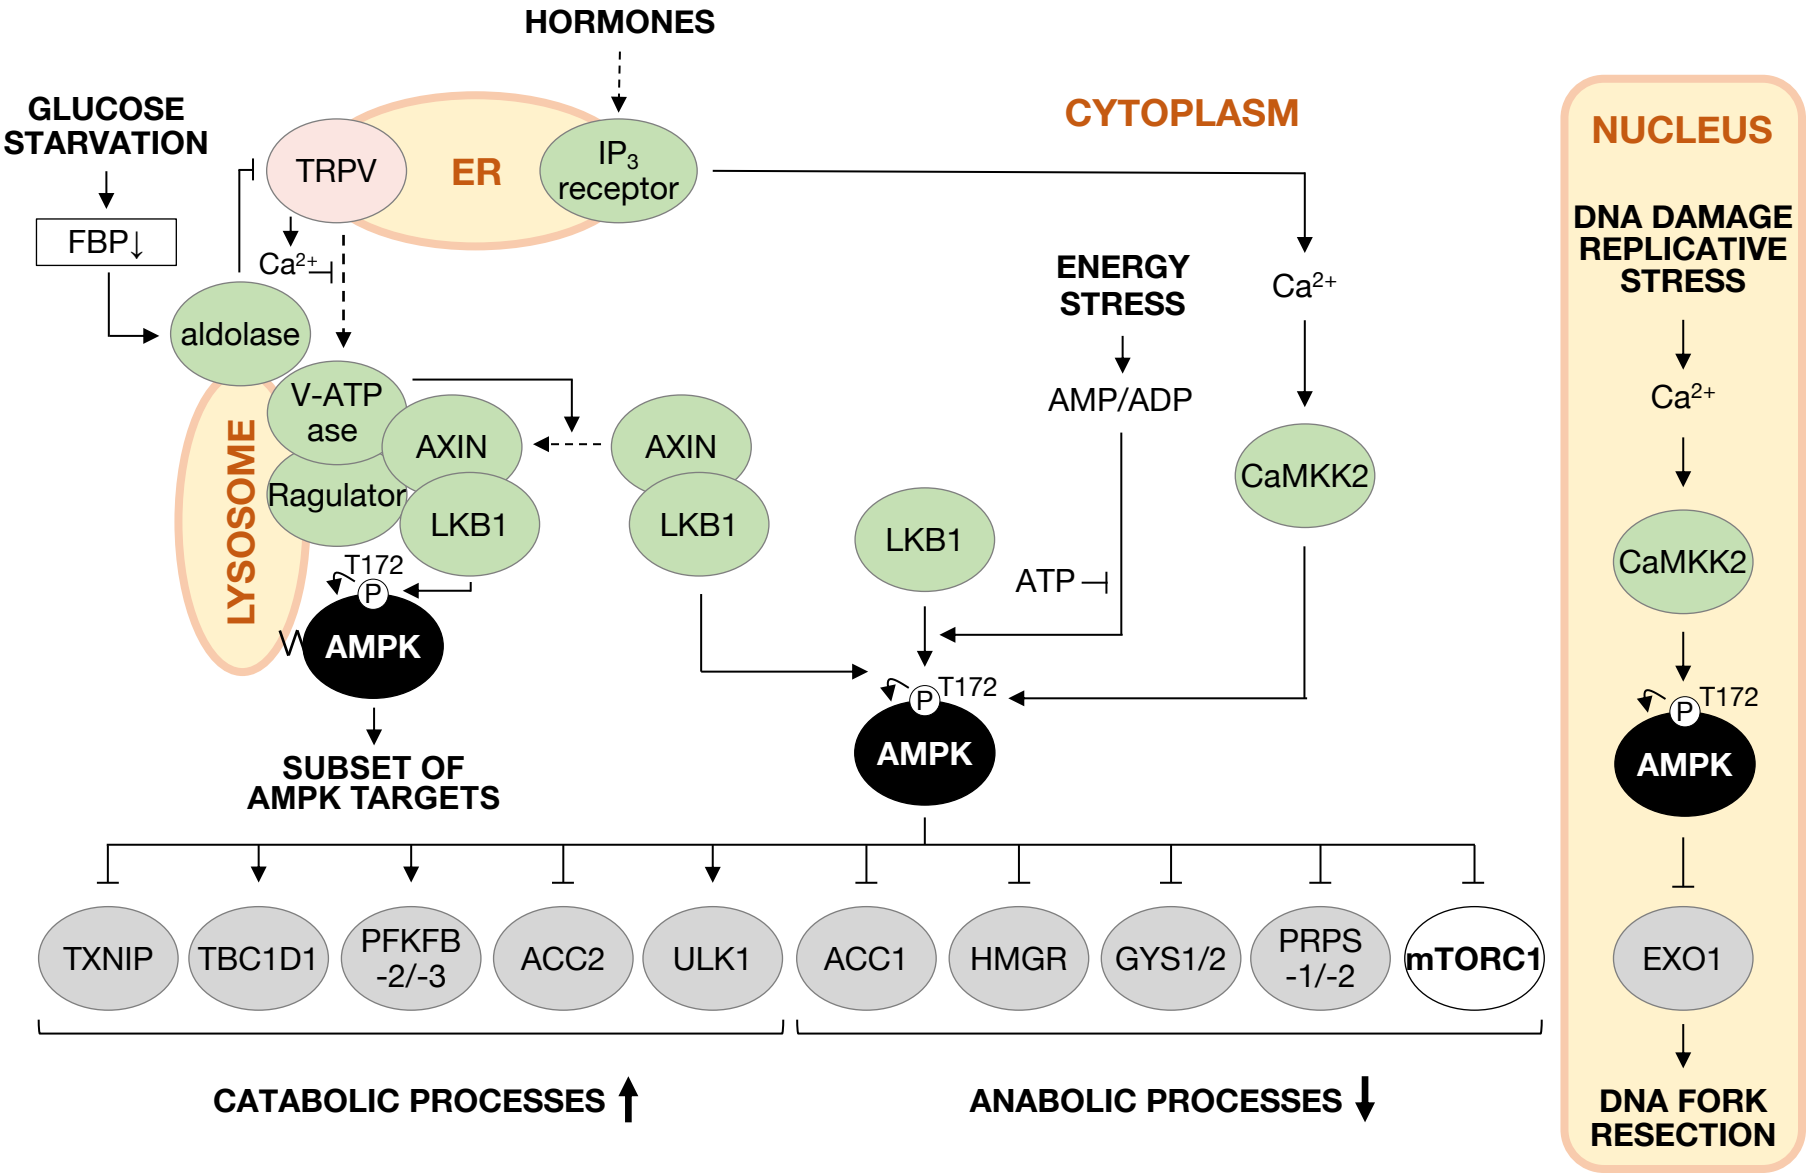 HORMONES
GLUCOSE
STARVATION
FBP↓
TRPV
ER
IP3
receptor
CYTOPLASM
Ca2+
aldolase
V-ATP
ase
AXIN
Ragulator
LKB1
LYSOSOME
T172
P
AMPK
SUBSET OF
AMPK TARGETS
AXIN
LKB1
LKB1
ENERGY
STRESS
AMP/ADP
ATP
Ca2+
CaMKK2
T172
P
AMPK
TXNIP
TBC1D1
PFKFB
-2/-3
ACC2
ULK1
ACC1
HMGR
GYS1/2
PRPS
-1/-2
mTORC1
CATABOLIC PROCESSES
ANABOLIC PROCESSES
NUCLEUS
DNA DAMAGE
REPLICATIVE
STRESS
Ca2+
CaMKK2
T172
P
AMPK
EXO1
DNA FORK
RESECTION